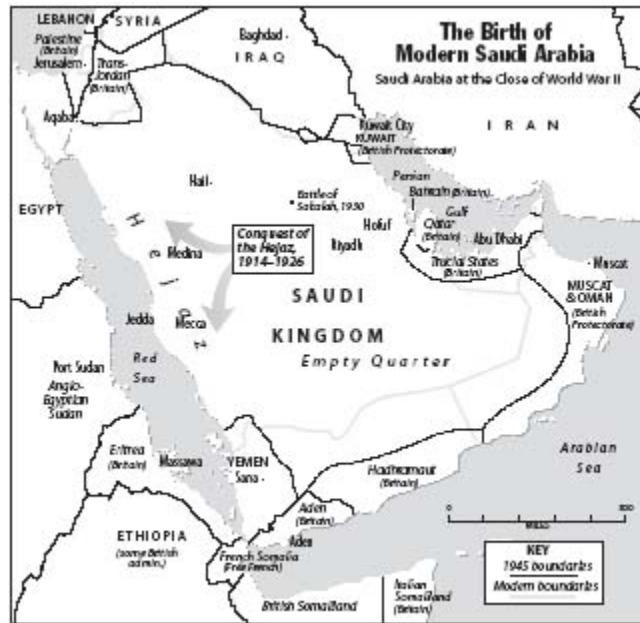 The Birth of
Modern Saudi Arabia
Saudi Arabia at the Close of World War II
LEBANON
SYRIA
Palestine
(Britain)
Jerusalem
Trans-
Jordan
(Britain)
Baghdad
IRAQ
IRAN
Aqaba
Kuwait City
KUWAIT
(British Protectorate)
Persian
Gulf
Bahrain (Britain)
EGYPT
Hail
Battle of
Sabalah, 1930
Hofuf
Qatar
(Britain)
Abu Dhabi
Trucial States
(Britain)
Muscat
MUSCAT
& OMAN
(British
Protectorate)
Hejaz
Conquest of
the Hejaz,
1914–1926
Medina
Riyadh
SAUDI
KINGDOM
Empty Quarter
Jedda
Mecca
Red
Sea
Port Sudan
Anglo-
Egyptian
Sudan
Eritrea
(Britain)
Massawa
YEMEN
Sana
Hadhramaut
(Britain)
Arabian
Sea
Aden
(Britain)
Aden
ETHIOPIA
(some British
admin.)
French Somalia
(Free French)
British Somaliland
Italian
Somaliland
(Britain)
0
MILES
KEY
1945 boundaries
Modern boundaries